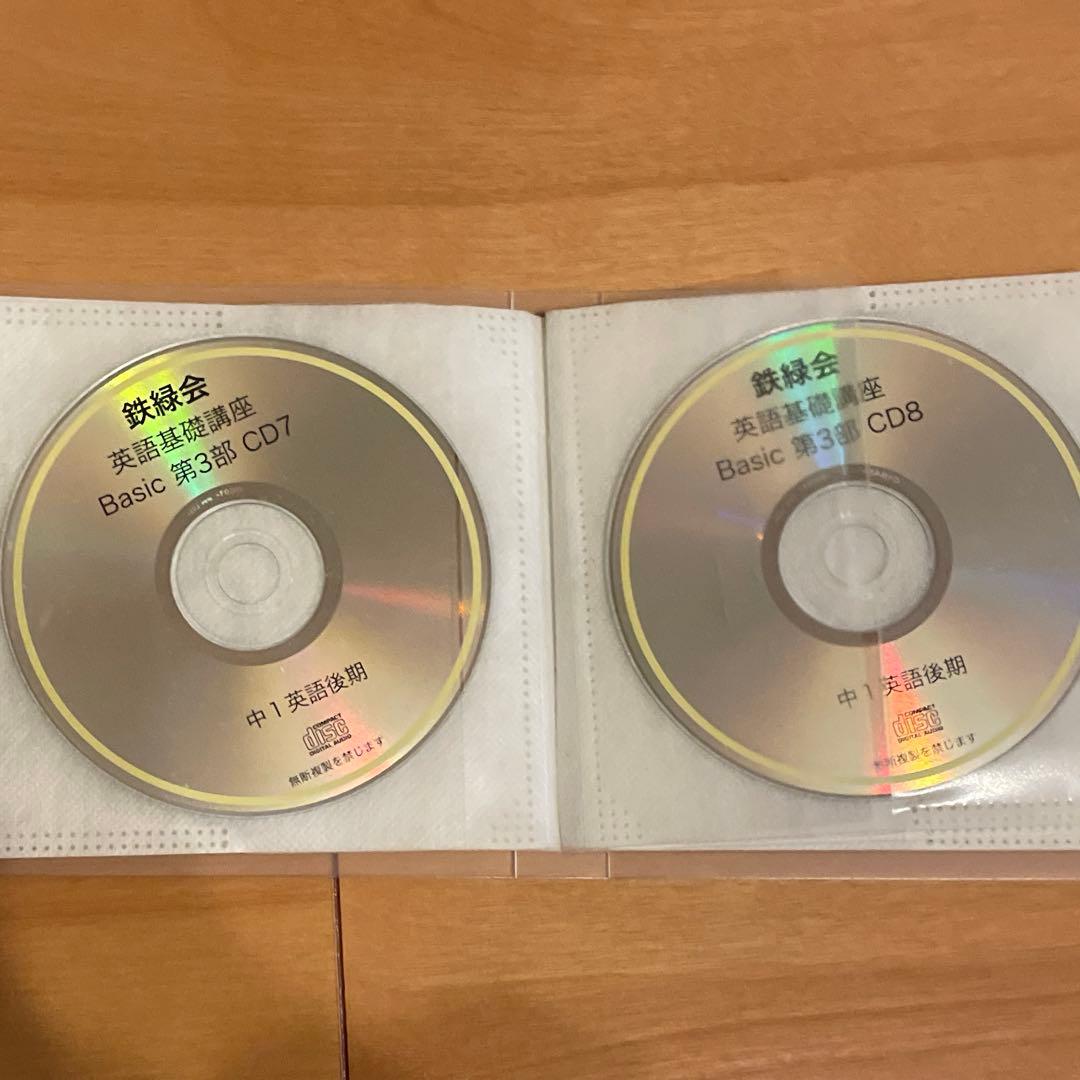 鉄緑会
英語基礎講座
Basic 第3部 CD7
中1英語後期
COMPACT
disc
DIGITAL AUDIO
無断複製を禁じます
鉄緑会
英語基礎講座
Basic 第3部 CD8
中1英語後期
COMPACT
disc
DIGITAL AUDIO
無断複製を禁じます